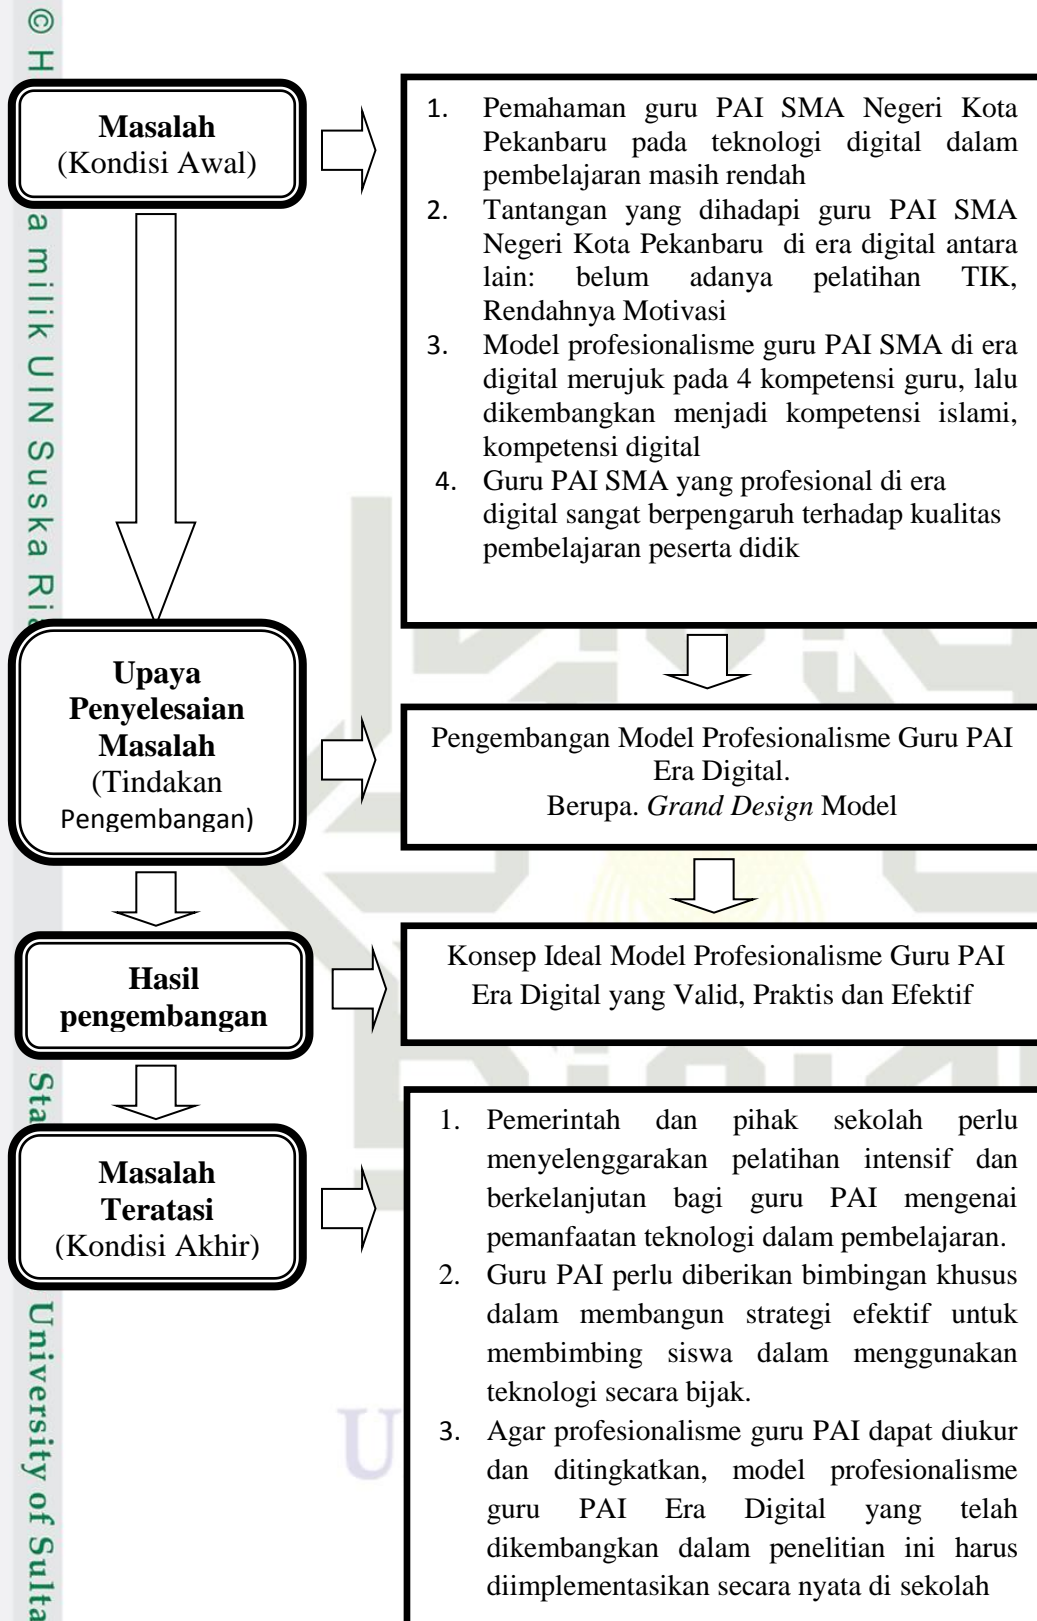 © H
a milik UIN Suska Ria
Sta
University of Sulta
Masalah
(Kondisi Awal)
1. Pemahaman guru PAI SMA Negeri Kota
Pekanbaru pada teknologi digital dalam
pembelajaran masih rendah
2. Tantangan yang dihadapi guru PAI SMA
Negeri Kota Pekanbaru di era digital antara
lain: belum adanya pelatihan TIK,
Rendahnya Motivasi
3. Model profesionalisme guru PAI SMA di era
digital merujuk pada 4 kompetensi guru, lalu
dikembangkan menjadi kompetensi islami,
kompetensi digital
4. Guru PAI SMA yang profesional di era
digital sangat berpengaruh terhadap kualitas
pembelajaran peserta didik
Upaya
Penyelesaian
Masalah
(Tindakan
Pengembangan)
Pengembangan Model Profesionalisme Guru PAI
Era Digital.
Berupa. Grand Design Model
Hasil
pengembangan
Konsep Ideal Model Profesionalisme Guru PAI
Era Digital yang Valid, Praktis dan Efektif
Masalah
Teratasi
(Kondisi Akhir)
1. Pemerintah dan pihak sekolah perlu
menyelenggarakan pelatihan intensif dan
berkelanjutan bagi guru PAI mengenai
pemanfaatan teknologi dalam pembelajaran.
2. Guru PAI perlu diberikan bimbingan khusus
dalam membangun strategi efektif untuk
membimbing siswa dalam menggunakan
teknologi secara bijak.
3. Agar profesionalisme guru PAI dapat diukur
dan ditingkatkan, model profesionalisme
guru PAI Era Digital yang telah
dikembangkan dalam penelitian ini harus
diimplementasikan secara nyata di sekolah
U